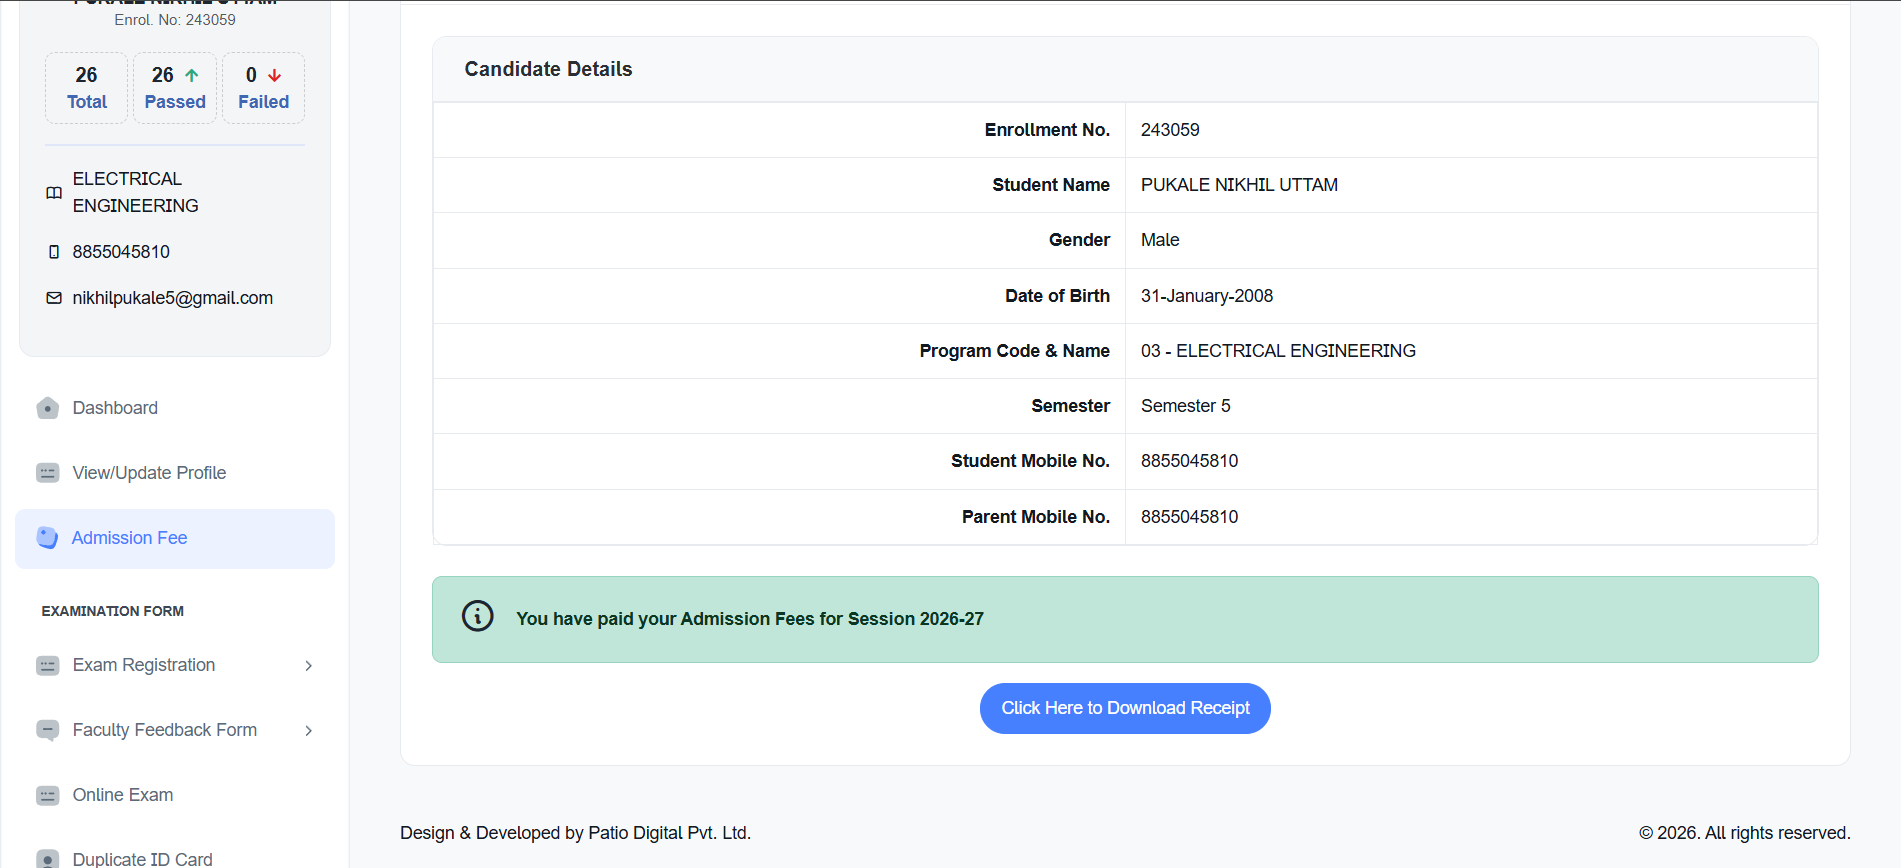 PUKALE NIKHIL UTTAM
Enrol. No: 243059
26
Total
26
Passed
0
Failed
ELECTRICAL
ENGINEERING
8855045810
nikhilpukale5@gmail.com
Dashboard
View/Update Profile
Admission Fee
EXAMINATION FORM
Exam Registration
Faculty Feedback Form
Online Exam
Duplicate ID Card
Candidate Details
Enrollment No. 243059
Student Name PUKALE NIKHIL UTTAM
Gender Male
Date of Birth 31-January-2008
Program Code & Name 03 - ELECTRICAL ENGINEERING
Semester Semester 5
Student Mobile No. 8855045810
Parent Mobile No. 8855045810
You have paid your Admission Fees for Session 2026-27
Click Here to Download Receipt
Design & Developed by Patio Digital Pvt. Ltd.
© 2026. All rights reserved.